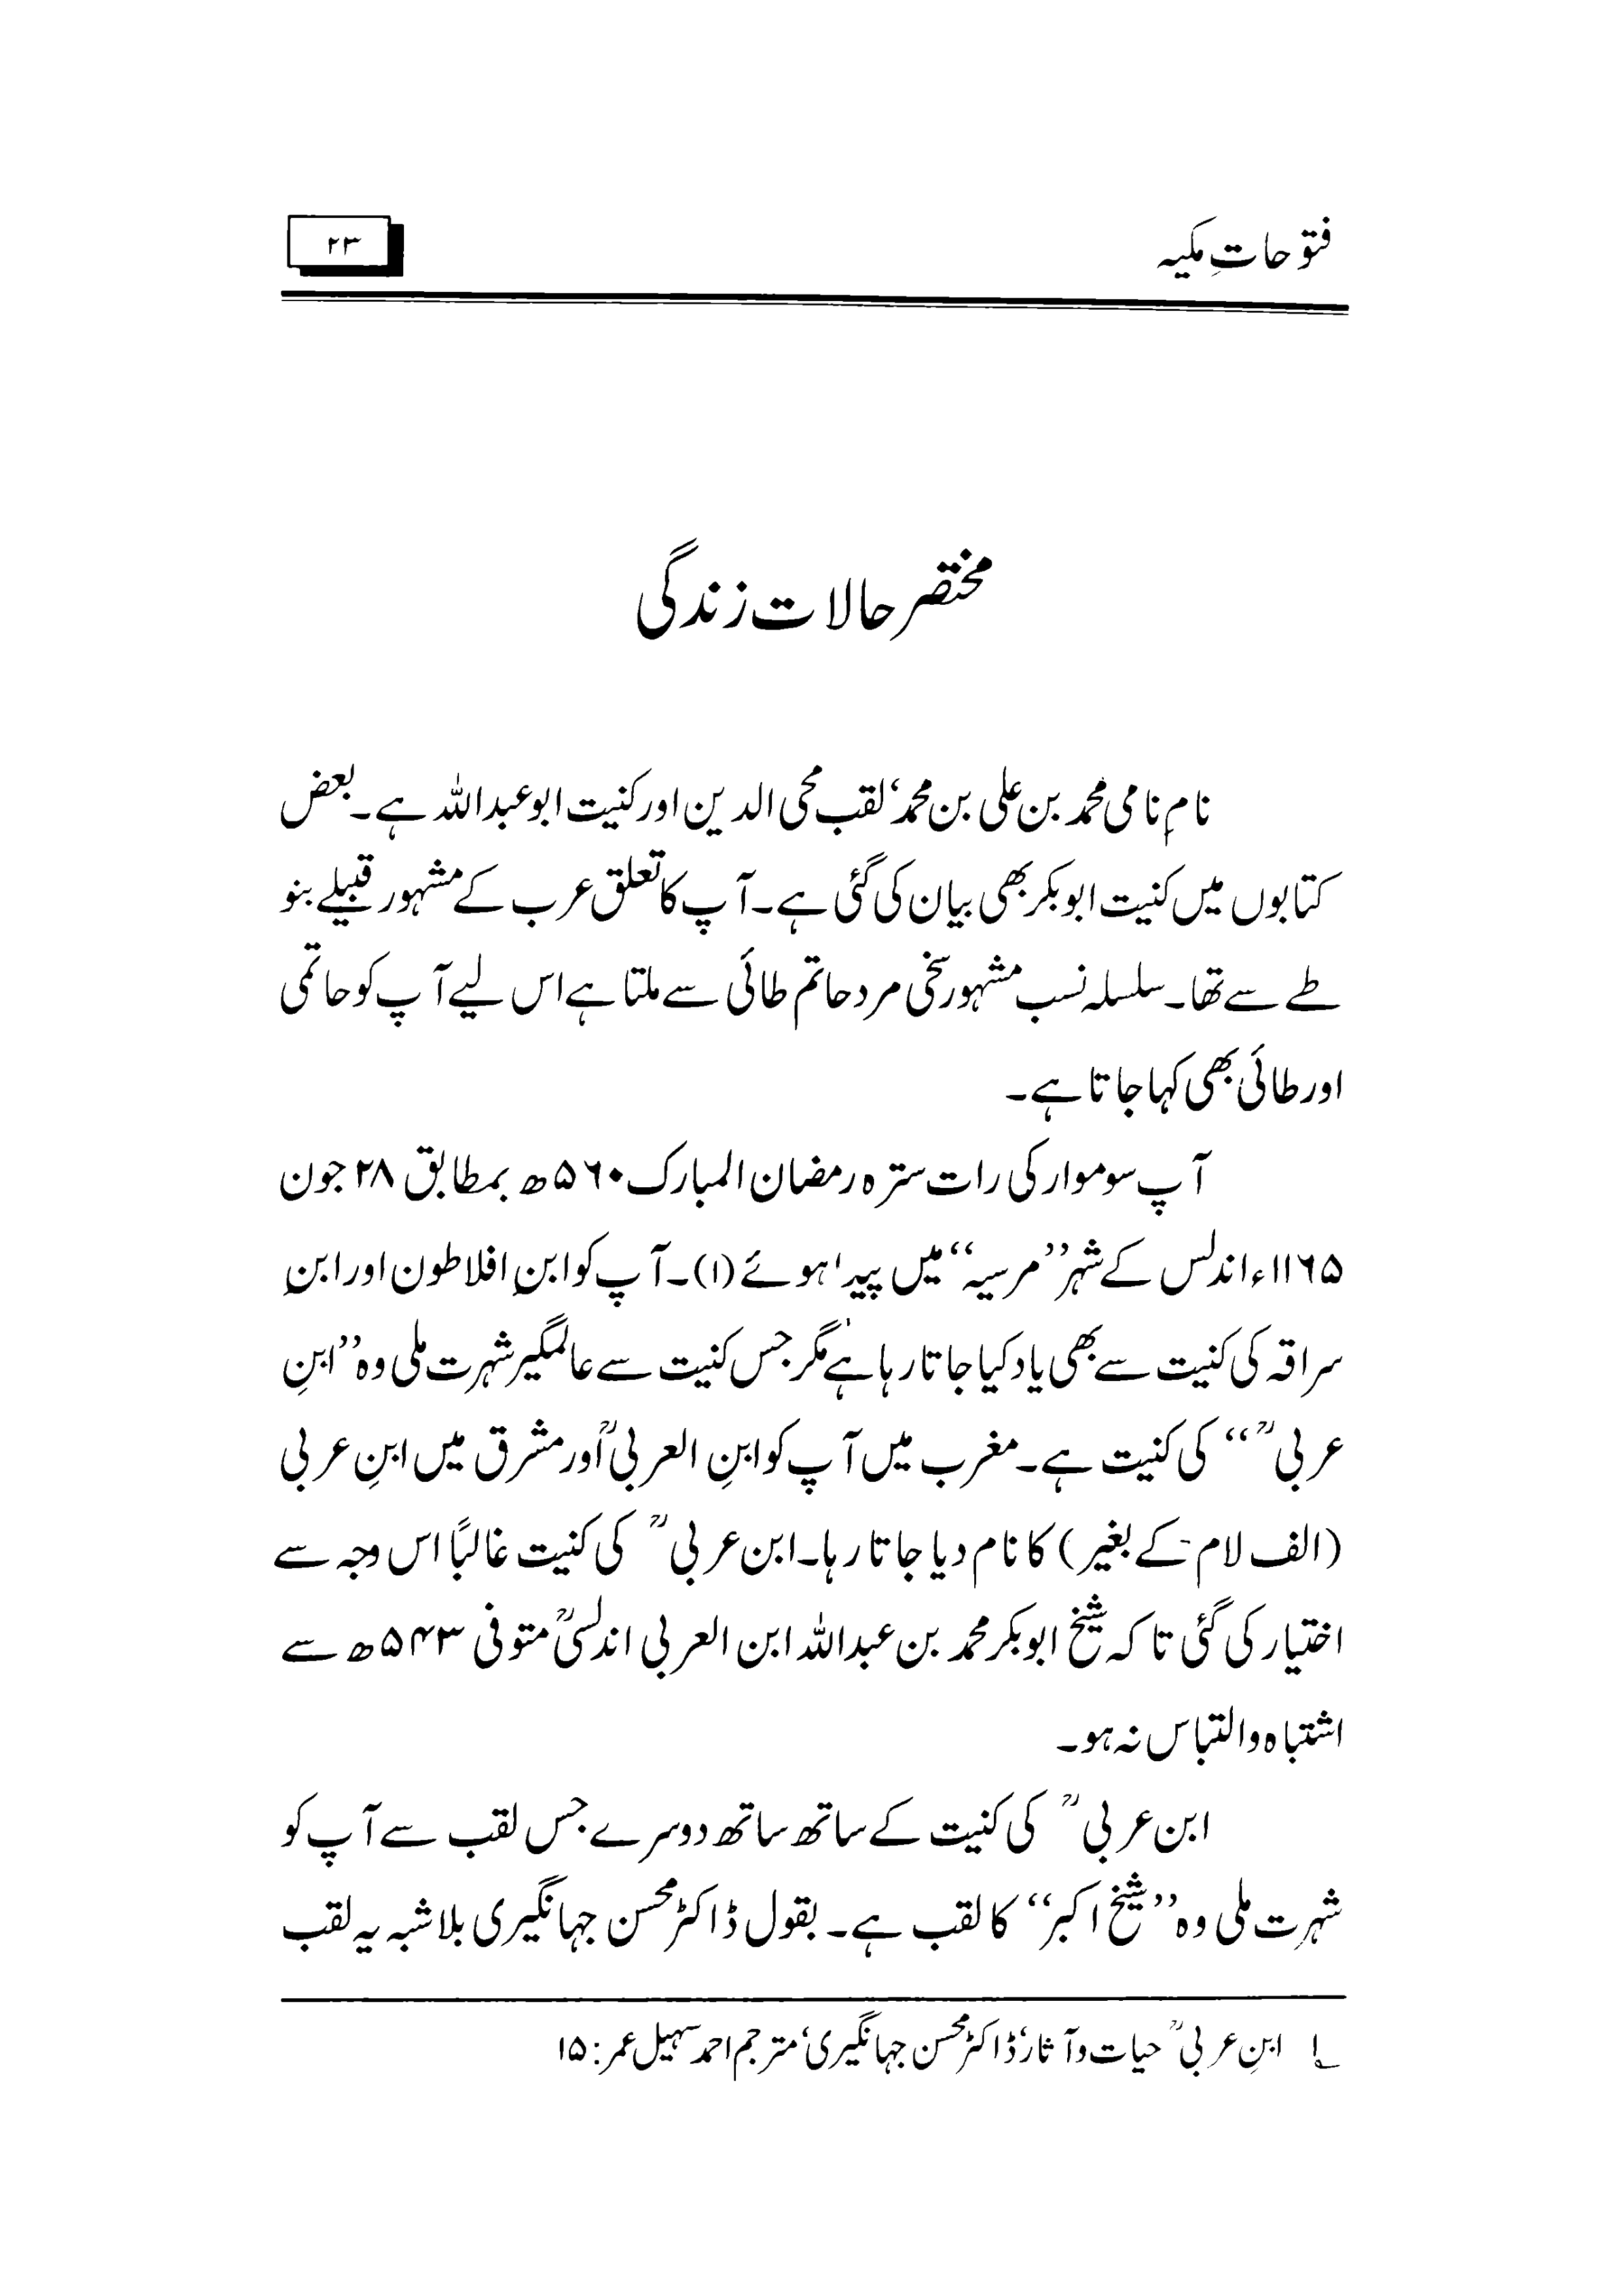 فتوحاتِ مکیہ
۲۳
مختصر حالات زندگی
نامِ نامی محمد بن علی بن محمد‘ لقب محی الدین اور کنیت ابوعبداللہ ہے۔ بعض
کتابوں میں کنیت ابوبکر بھی بیان کی گئی ہے۔ آپ کا تعلق عرب کے مشہور قبیلے بنو
طے سے تھا۔ سلسلہ نسب مشہور سخی مرد حاتم طائی سے ملتا ہے اس لیے آپ کو حاتمی
اور طائی بھی کہا جاتا ہے۔
آپ سوموار کی رات سترہ رمضان المبارک ۵۶۰ھ بمطابق ۲۸ جون
۱۱۶۵ء اندلس کے شہر ’’مرسیہ‘‘ میں پیدا ہوئے (۱)۔ آپ کو ابنِ افلاطون اور ابنِ
سراقہ کی کنیت سے بھی یاد کیا جاتا رہا ہے‘ مگر جس کنیت سے عالمگیر شہرت ملی وہ ’’ابنِ
عربیؒ‘‘ کی کنیت ہے۔ مغرب میں آپ کو ابنِ العربیؒ اُور مشرق میں ابنِ عربی
(الف لام کے بغیر) کا نام دیا جاتا رہا۔ ابن عربیؒ کی کنیت غالباً اس وجہ سے
اختیار کی گئی تاکہ شیخ ابوبکر محمد بن عبداللہ ابن العربی اندلسیؒ متوفی ۵۴۳ھ سے
اشتباہ والتباس نہ ہو۔
ابن عربیؒ کی کنیت کے ساتھ ساتھ دوسرے جس لقب سے آپ کو
شہرت ملی وہ ’’شیخ اکبر‘‘ کا لقب ہے۔ بقول ڈاکٹر محسن جہانگیری بلاشبہ یہ لقب
۱؂ ابنِ عربیؒ حیات و آثار‘ ڈاکٹر محسن جہانگیری‘ مترجم احمد سہیل عمر: ۱۵